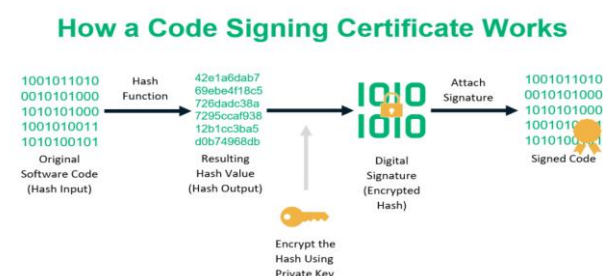 How a Code Signing Certificate Works
1001011010
0010101000
1010101000
1001010011
1010100101
Original
Software Code
(Hash Input)
Hash
Function
42e1a6dab7
69ebe4f18c5
726dadc38a
7295ccaf938
12b1cc3ba5
d0b74968db
Resulting
Hash Value
(Hash Output)
Encrypt the
Hash Using
Private Key
1010
1010
Digital
Signature
(Encrypted
Hash)
Attach
Signature
1001011010
0010101000
1010101000
Signed Code